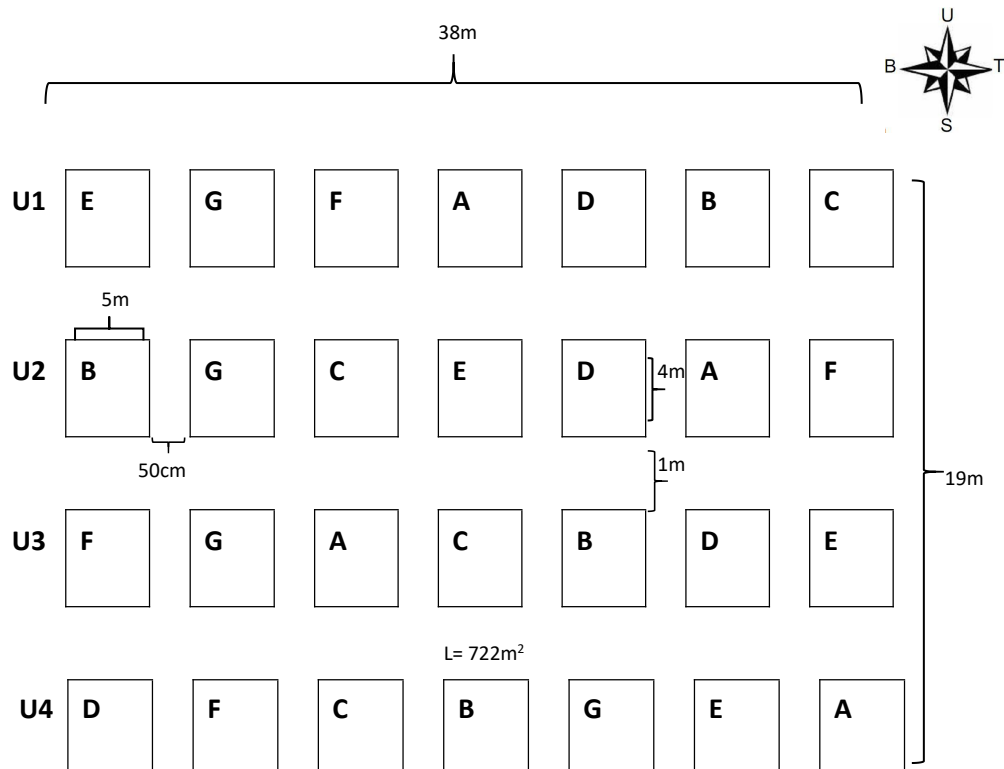 38m
U
B T
S
U1 E G F A D B C
5m
U2 B G C E D 4m A F
50cm 1m 19m
U3 F G A C B D E
L= 722m²
U4 D F C B G E A